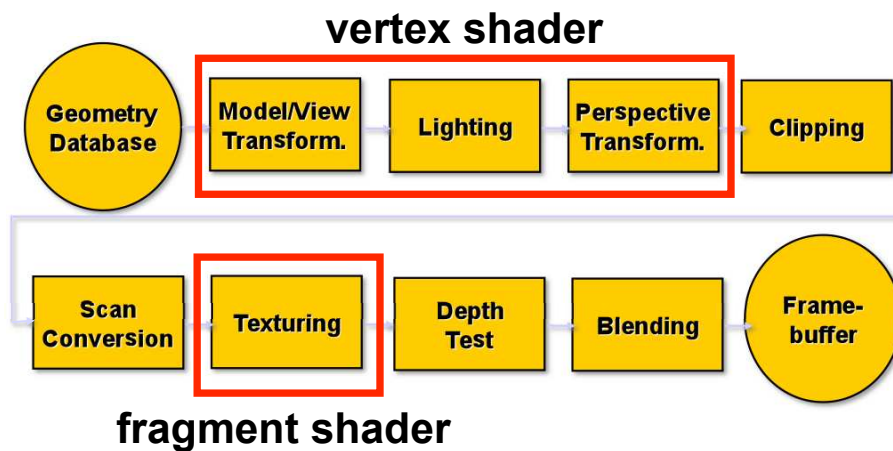 vertex shader
Geometry
Database
Model/View
Transform.
Lighting
Perspective
Transform.
Clipping
Scan
Conversion
Texturing
Depth
Test
Blending
Frame-
buffer
fragment shader